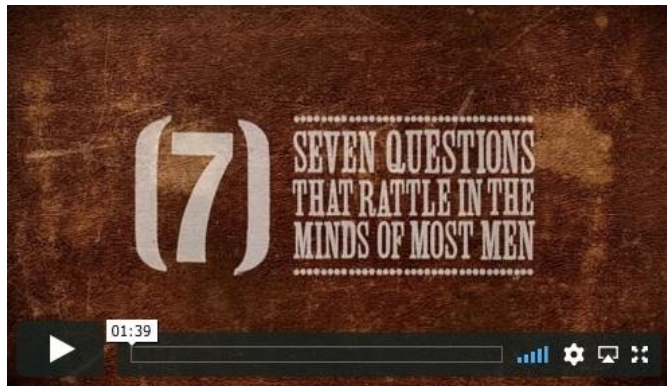 (7)
SEVEN QUESTIONS
THAT RATTLE IN THE
MINDS OF MOST MEN
01:39